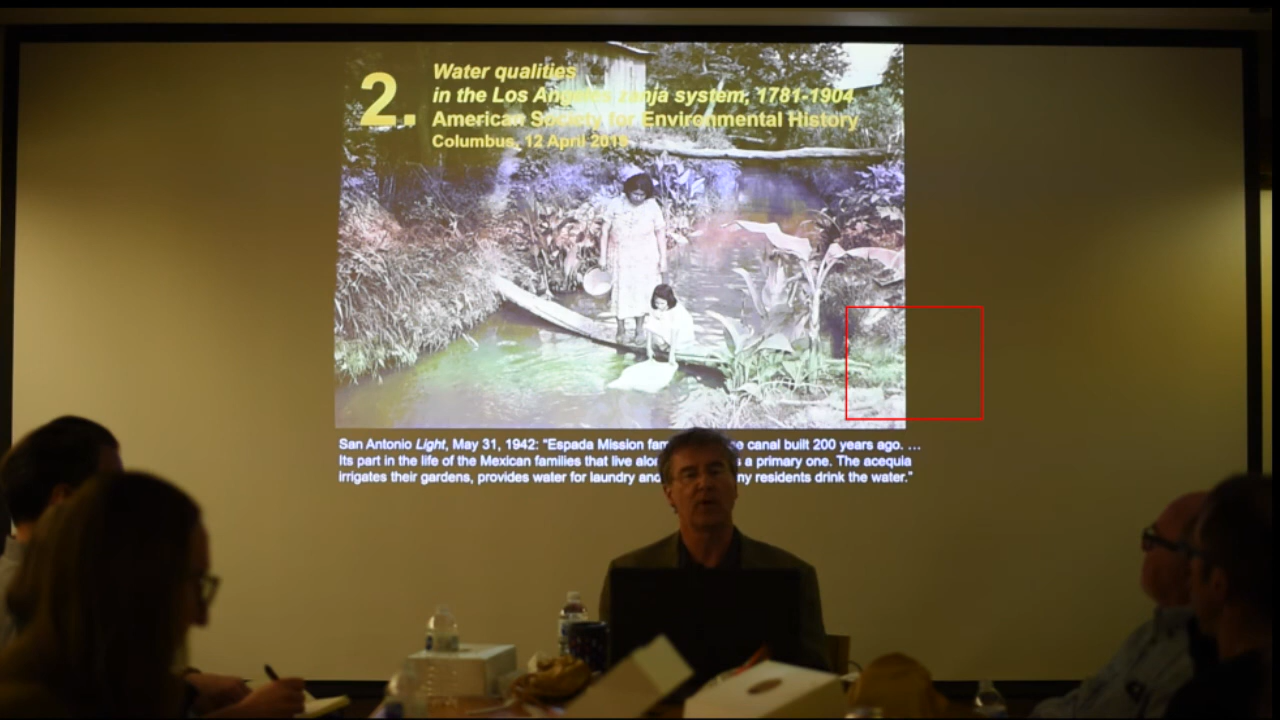 2.
Water qualities
in the Los Angeles zanja system, 1781-1904
American Society for Environmental History
Columbus, 12 April 2019
San Antonio Light, May 31, 1942: "Espada Mission canal built 200 years ago. ...
Its part in the life of the Mexican families that live a primary one. The acequia
irrigates their gardens, provides water for laundry residents drink the water."